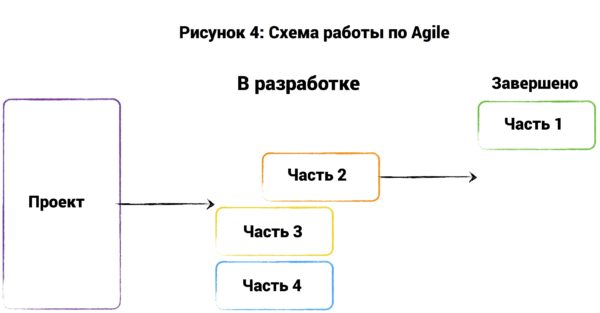 Рисунок 4: Схема работы по Agile
В разработке
Завершено
Часть 1
Часть 2
Проект
Часть 3
Часть 4